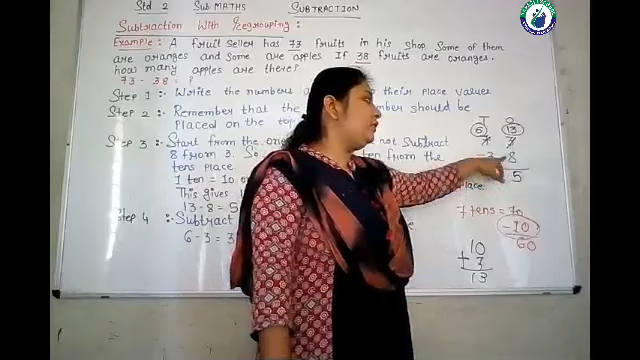 Std 2 Sub MATHS SUBTRACTION
Subtraction With Regrouping :
Example: A fruit seller has 73 fruits in his shop. Some of them
are oranges and some are apples. If 38 fruits are oranges.
how many apples are there?
73 - 38 = ?
Step 1 :- Write the numbers their place values
Step 2 :- Remember that the number should be
placed on the top
Step 3 :- Start from the not Subtract
8 from 3. So ten from the
tens place
1 ten = 10 place
This gives
13 - 8 = 5
Step 4 :- Subtract
6 - 3 = 3
T O
6 13
7 3
- 3 8
5
7 tens = 70
- 10
60
10
+ 3
13